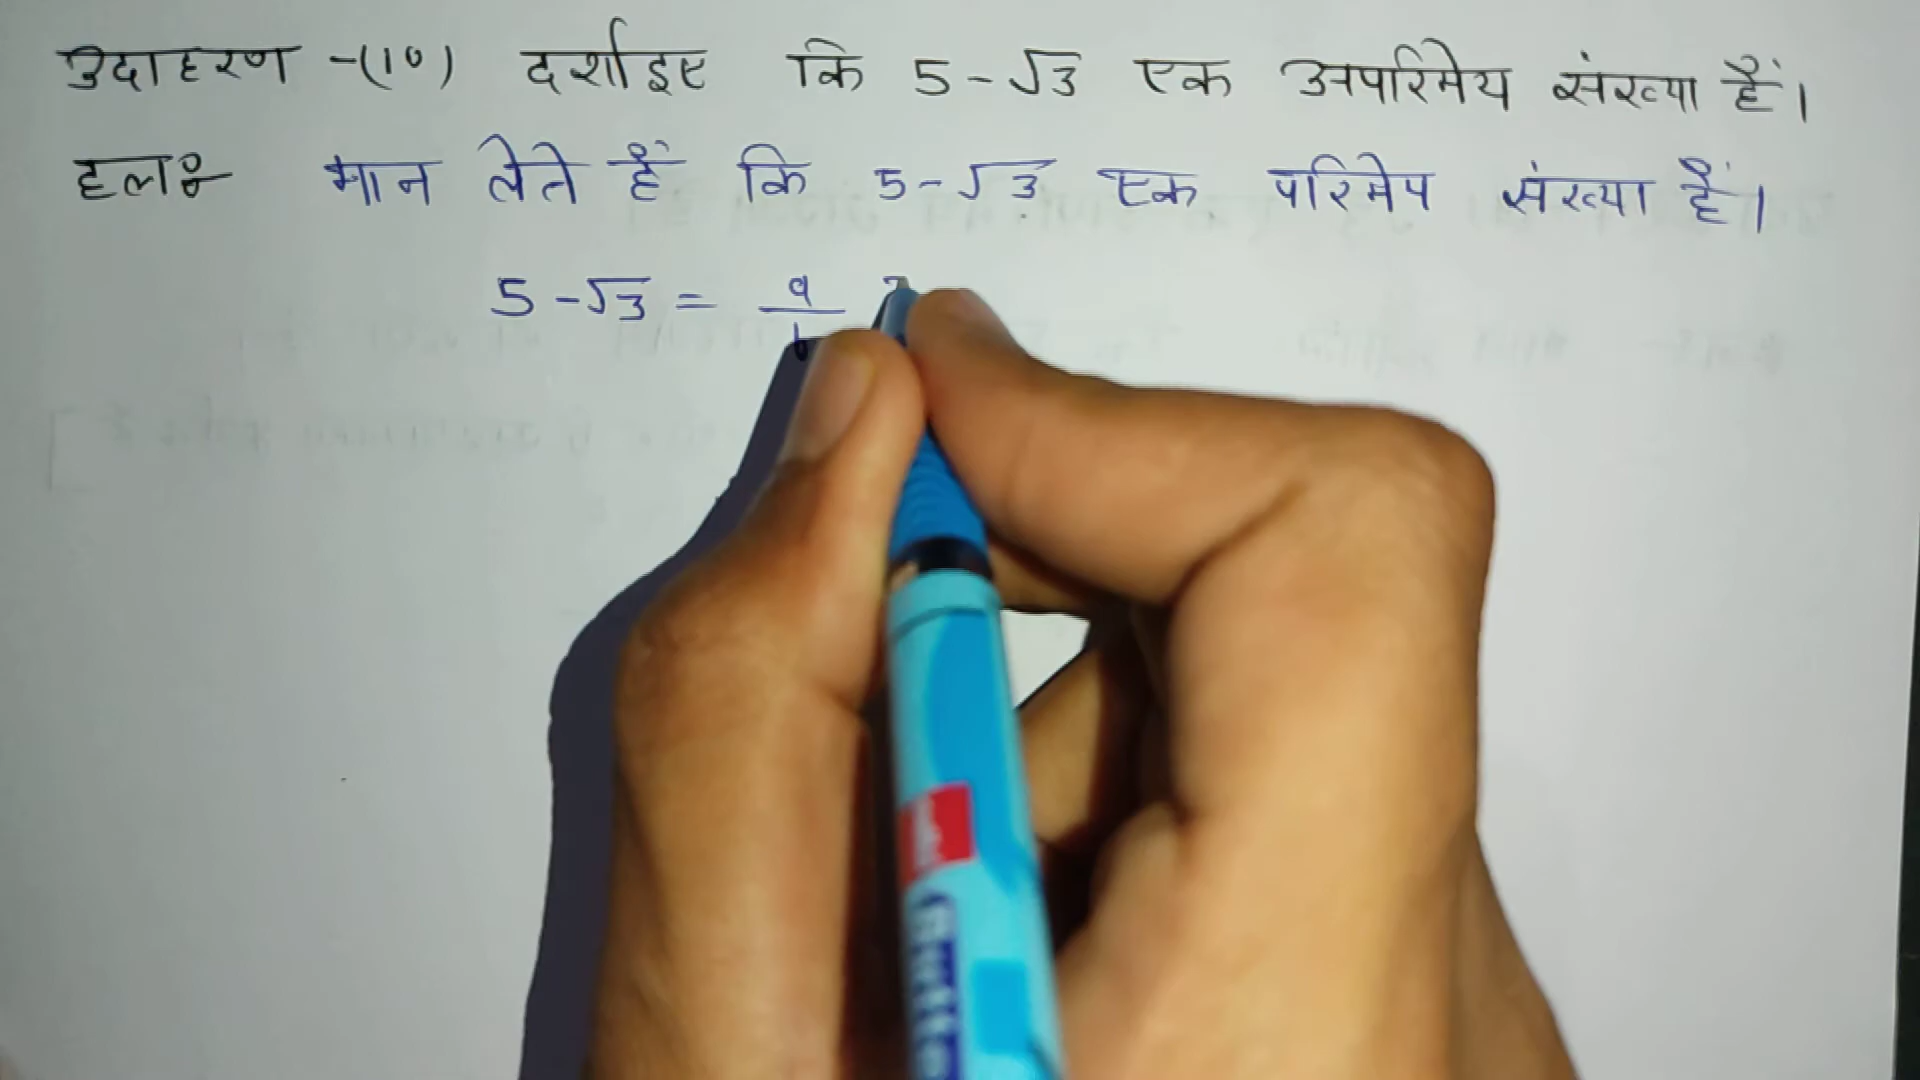 उदाहरण -(10) दर्शाइए कि 5-√3 एक अपरिमेय संख्या हैं।
हलः- मान लेते हैं कि 5-√3 एक परिमेय संख्या हैं।
5-√3 = a/b